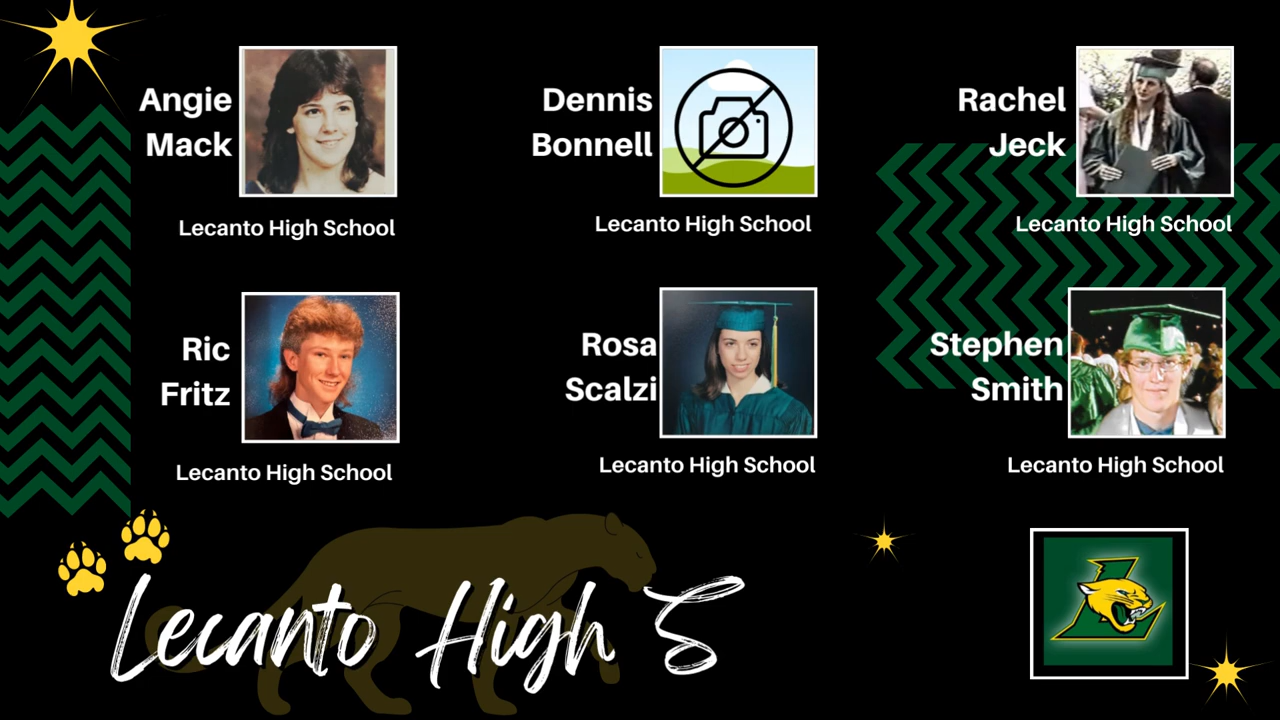 Angie
Mack
Lecanto High School
Dennis
Bonnell
Lecanto High School
Rachel
Jeck
Lecanto High School
Ric
Fritz
Lecanto High School
Rosa
Scalzi
Lecanto High School
Stephen
Smith
Lecanto High School
Lecanto High S
L